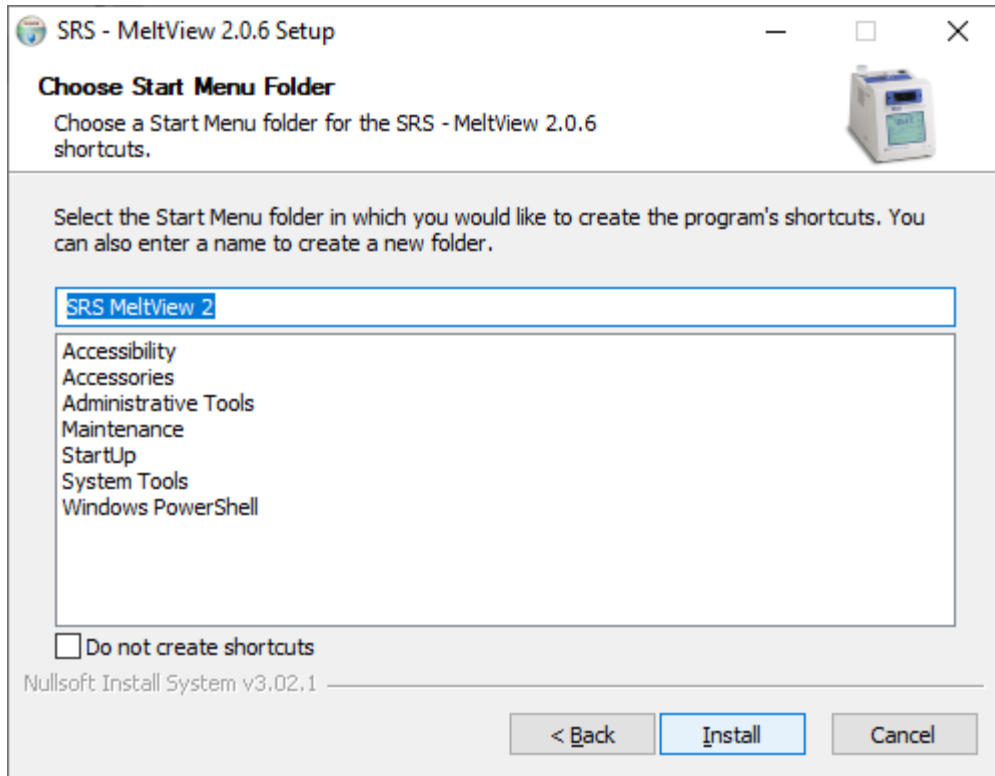 SRS - MeltView 2.0.6 Setup
Choose Start Menu Folder
Choose a Start Menu folder for the SRS - MeltView 2.0.6
shortcuts.
Select the Start Menu folder in which you would like to create the program's shortcuts. You
can also enter a name to create a new folder.
SRS MeltView 2
Accessibility
Accessories
Administrative Tools
Maintenance
StartUp
System Tools
Windows PowerShell
Do not create shortcuts
Nullsoft Install System v3.02.1
< Back Install Cancel